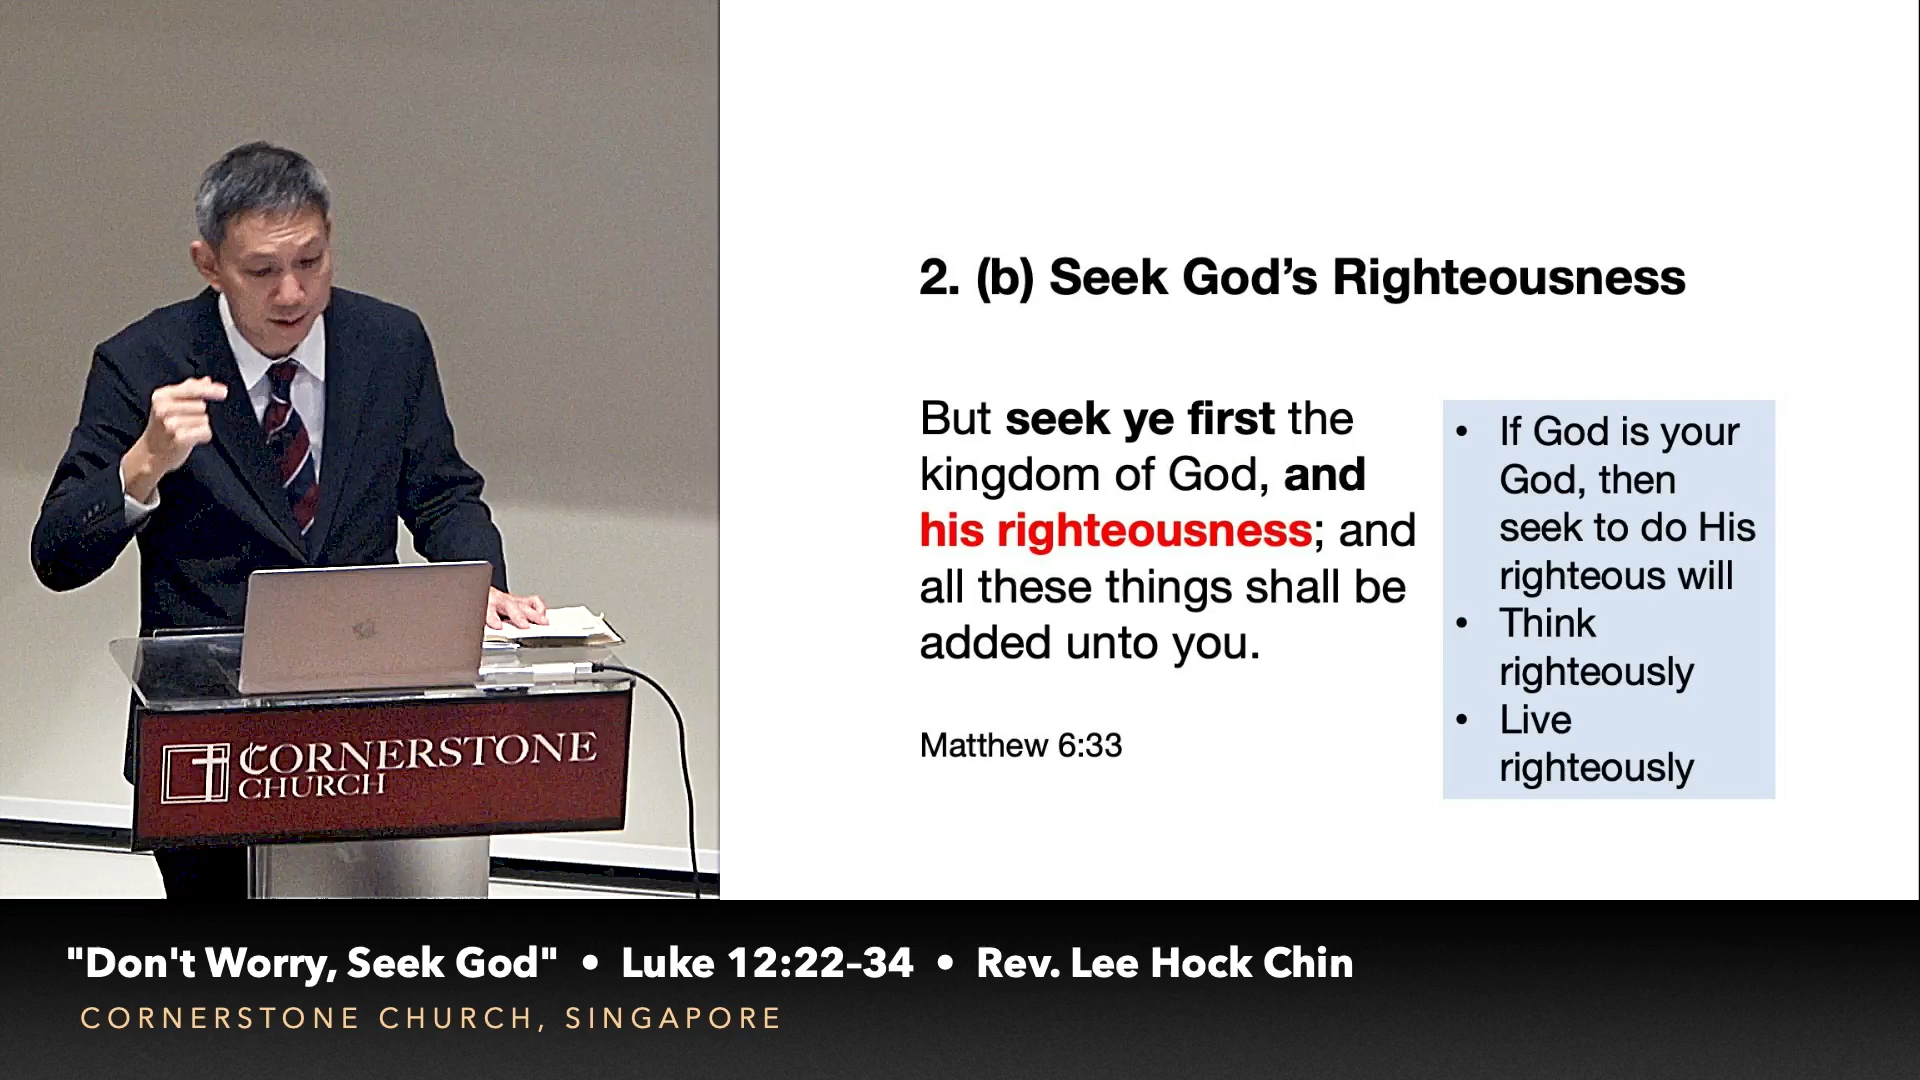 2. (b) Seek God’s Righteousness
But seek ye first the
kingdom of God, and
his righteousness; and
all these things shall be
added unto you.
Matthew 6:33
• If God is your
God, then
seek to do His
righteous will
• Think
righteously
• Live
righteously
CORNERSTONE
CHURCH
"Don't Worry, Seek God" • Luke 12:22–34 • Rev. Lee Hock Chin
CORNERSTONE CHURCH, SINGAPORE